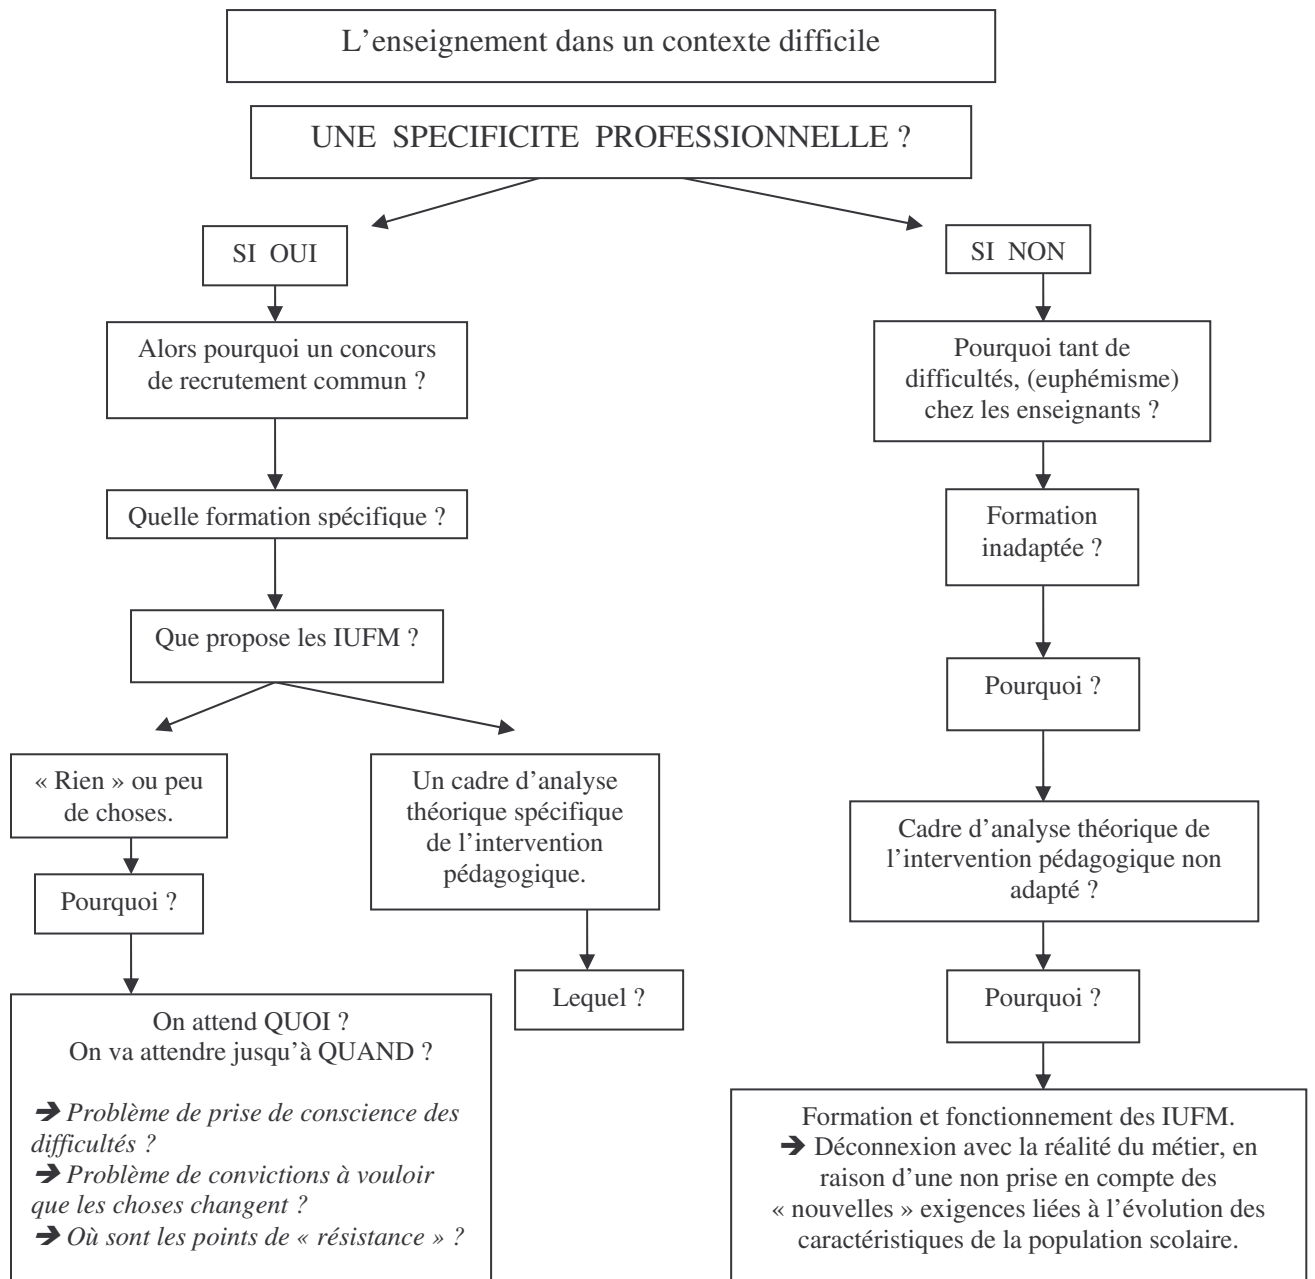 L'enseignement dans un contexte difficile
UNE SPECIFICITE PROFESSIONNELLE ?
SI OUI
SI NON
Alors pourquoi un concours
de recrutement commun ?
Pourquoi tant de
difficultés, (euphémisme)
chez les enseignants ?
Quelle formation spécifique ?
Formation
inadaptée ?
Que propose les IUFM ?
Pourquoi ?
« Rien » ou peu
de choses.
Un cadre d'analyse
théorique spécifique
de l'intervention
pédagogique.
Cadre d'analyse théorique de
l'intervention pédagogique non
adapté ?
Pourquoi ?
Lequel ?
Pourquoi ?
On attend QUOI ?
On va attendre jusqu'à QUAND ?
➔ Problème de prise de conscience des
difficultés ?
➔ Problème de convictions à vouloir
que les choses changent ?
➔ Où sont les points de « résistance » ?
Formation et fonctionnement des IUFM.
➔ Déconnexion avec la réalité du métier, en
raison d'une non prise en compte des
« nouvelles » exigences liées à l'évolution des
caractéristiques de la population scolaire.